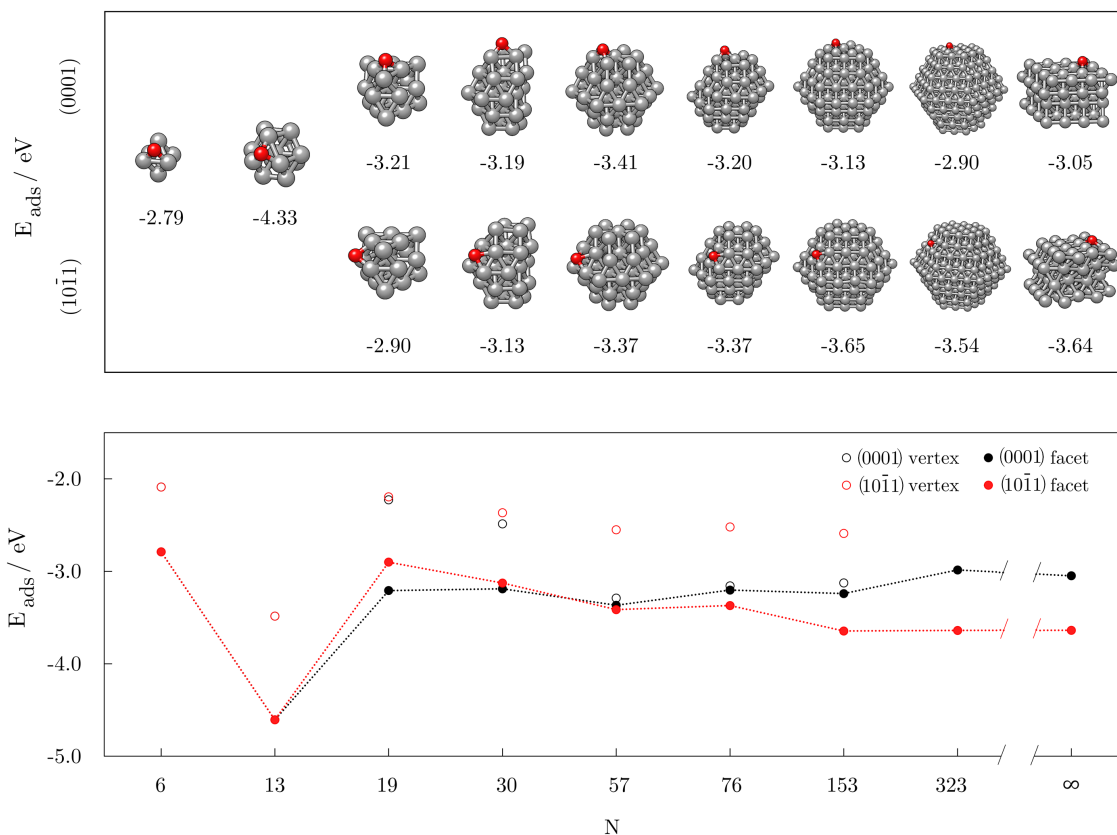 (0001)
-3.21 -3.19 -3.41 -3.20 -3.13 -2.90 -3.05
E ads / eV
-2.79 -4.33
(101̄1)
-2.90 -3.13 -3.37 -3.37 -3.65 -3.54 -3.64
(0001) vertex (0001) facet
(101̄1) vertex (101̄1) facet
E ads / eV
-2.0
-3.0
-4.0
-5.0
6 13 19 30 57 76 153 323 ∞
N